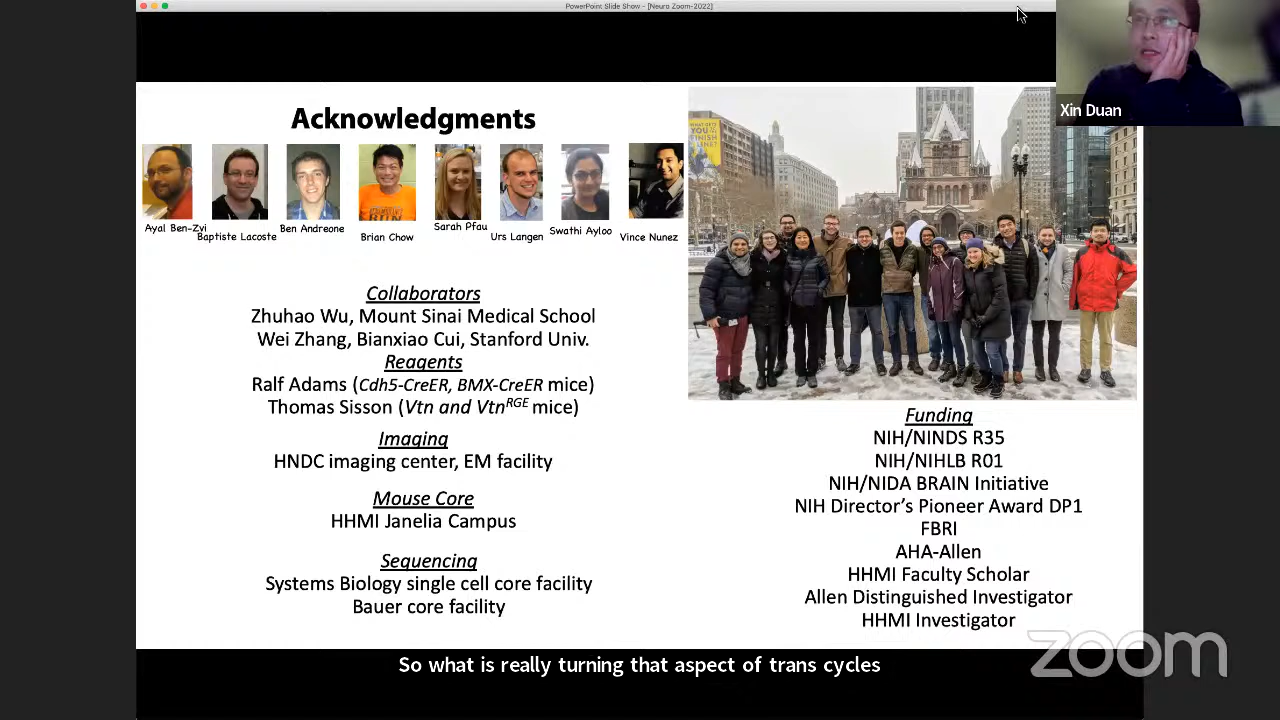 PowerPoint Slide Show - [Neuro Zoom-2022]
Xin Duan
Acknowledgments
Ayal Ben-Zvi
Baptiste Lacoste
Ben Andreone
Brian Chow
Sarah Pfau
Urs Langen
Swathi Ayloo
Vince Nunez
Collaborators
Zhuhao Wu, Mount Sinai Medical School
Wei Zhang, Bianxiao Cui, Stanford Univ.
Reagents
Ralf Adams (Cdh5-CreER, BMX-CreER mice)
Thomas Sisson (Vtn and VtnRGE mice)
Imaging
HNDC imaging center, EM facility
Mouse Core
HHMI Janelia Campus
Sequencing
Systems Biology single cell core facility
Bauer core facility
Funding
NIH/NINDS R35
NIH/NIHLB R01
NIH/NIDA BRAIN Initiative
NIH Director's Pioneer Award DP1
FBRI
AHA-Allen
HHMI Faculty Scholar
Allen Distinguished Investigator
HHMI Investigator
zoom
So what is really turning that aspect of trans cycles